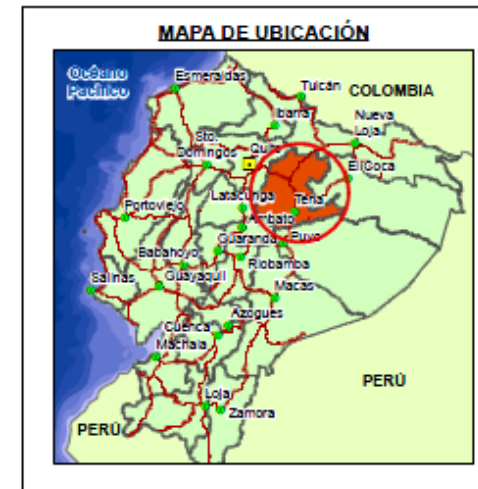 MAPA DE UBICACIÓN
Océano
Pacífico
Esmeraldas
Tulcán
COLOMBIA
Ibarra
Nueva
Loja
Sto.
Domingos
Quito
El Coca
Latacunga
Tena
Portoviejo
Ambato
Puyo
Guaranda
Babahoyo
Riobamba
Salinas
Guayaquil
Macas
Azogues
Cuenca
Machala
PERÚ
Loja
Zamora
PERÚ